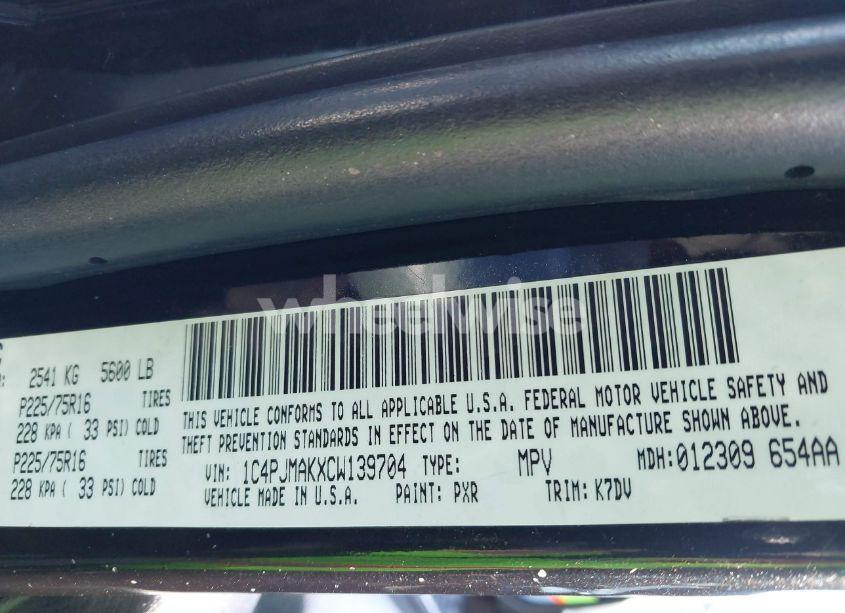 wheelwise
2541 KG 5600 LB
P225/75R16 TIRES
228 KPA ( 33 PSI) COLD
P225/75R16 TIRES
228 KPA ( 33 PSI) COLD
THIS VEHICLE CONFORMS TO ALL APPLICABLE U.S.A. FEDERAL MOTOR VEHICLE SAFETY AND
THEFT PREVENTION STANDARDS IN EFFECT ON THE DATE OF MANUFACTURE SHOWN ABOVE.
VIN: 1C4PJMAKXCW139704 TYPE: MPV MDH:012309 654AA
VEHICLE MADE IN U.S.A. PAINT: PXR TRIM: K7DV